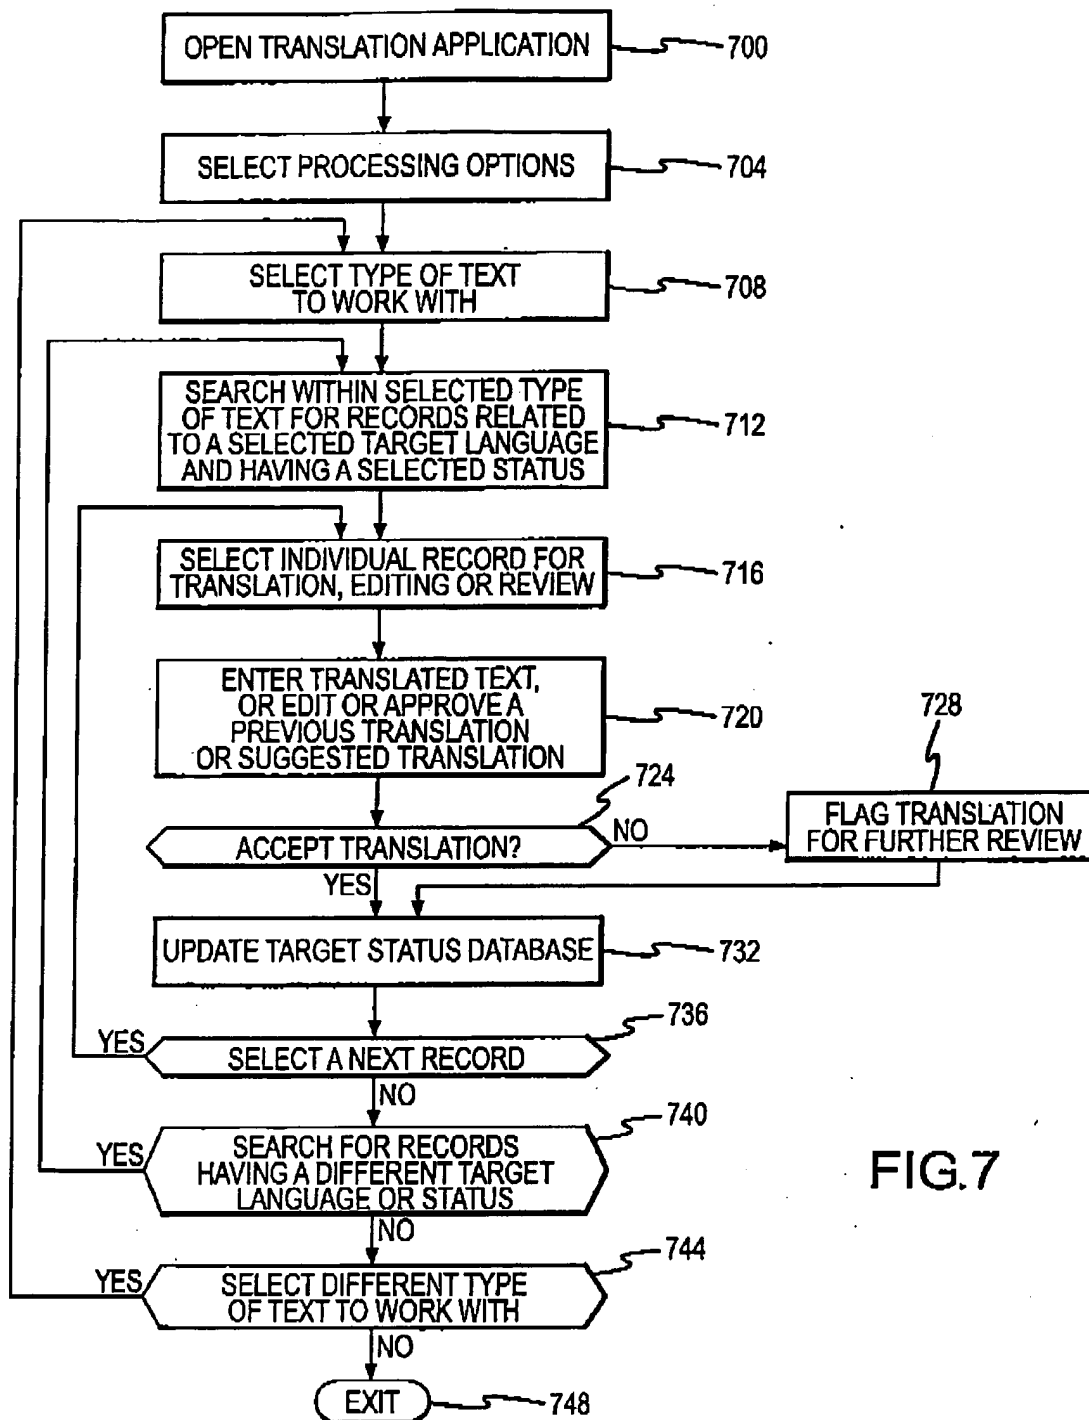 OPEN TRANSLATION APPLICATION
700
SELECT PROCESSING OPTIONS
704
SELECT TYPE OF TEXT
TO WORK WITH
708
SEARCH WITHIN SELECTED TYPE
OF TEXT FOR RECORDS RELATED
TO A SELECTED TARGET LANGUAGE
AND HAVING A SELECTED STATUS
712
SELECT INDIVIDUAL RECORD FOR
TRANSLATION, EDITING OR REVIEW
716
ENTER TRANSLATED TEXT,
OR EDIT OR APPROVE A
PREVIOUS TRANSLATION
OR SUGGESTED TRANSLATION
720
724
ACCEPT TRANSLATION?
NO
728
FLAG TRANSLATION
FOR FURTHER REVIEW
YES
UPDATE TARGET STATUS DATABASE
732
736
YES
SELECT A NEXT RECORD
NO
740
YES
SEARCH FOR RECORDS
HAVING A DIFFERENT TARGET
LANGUAGE OR STATUS
NO
744
YES
SELECT DIFFERENT TYPE
OF TEXT TO WORK WITH
NO
EXIT
748
FIG.7